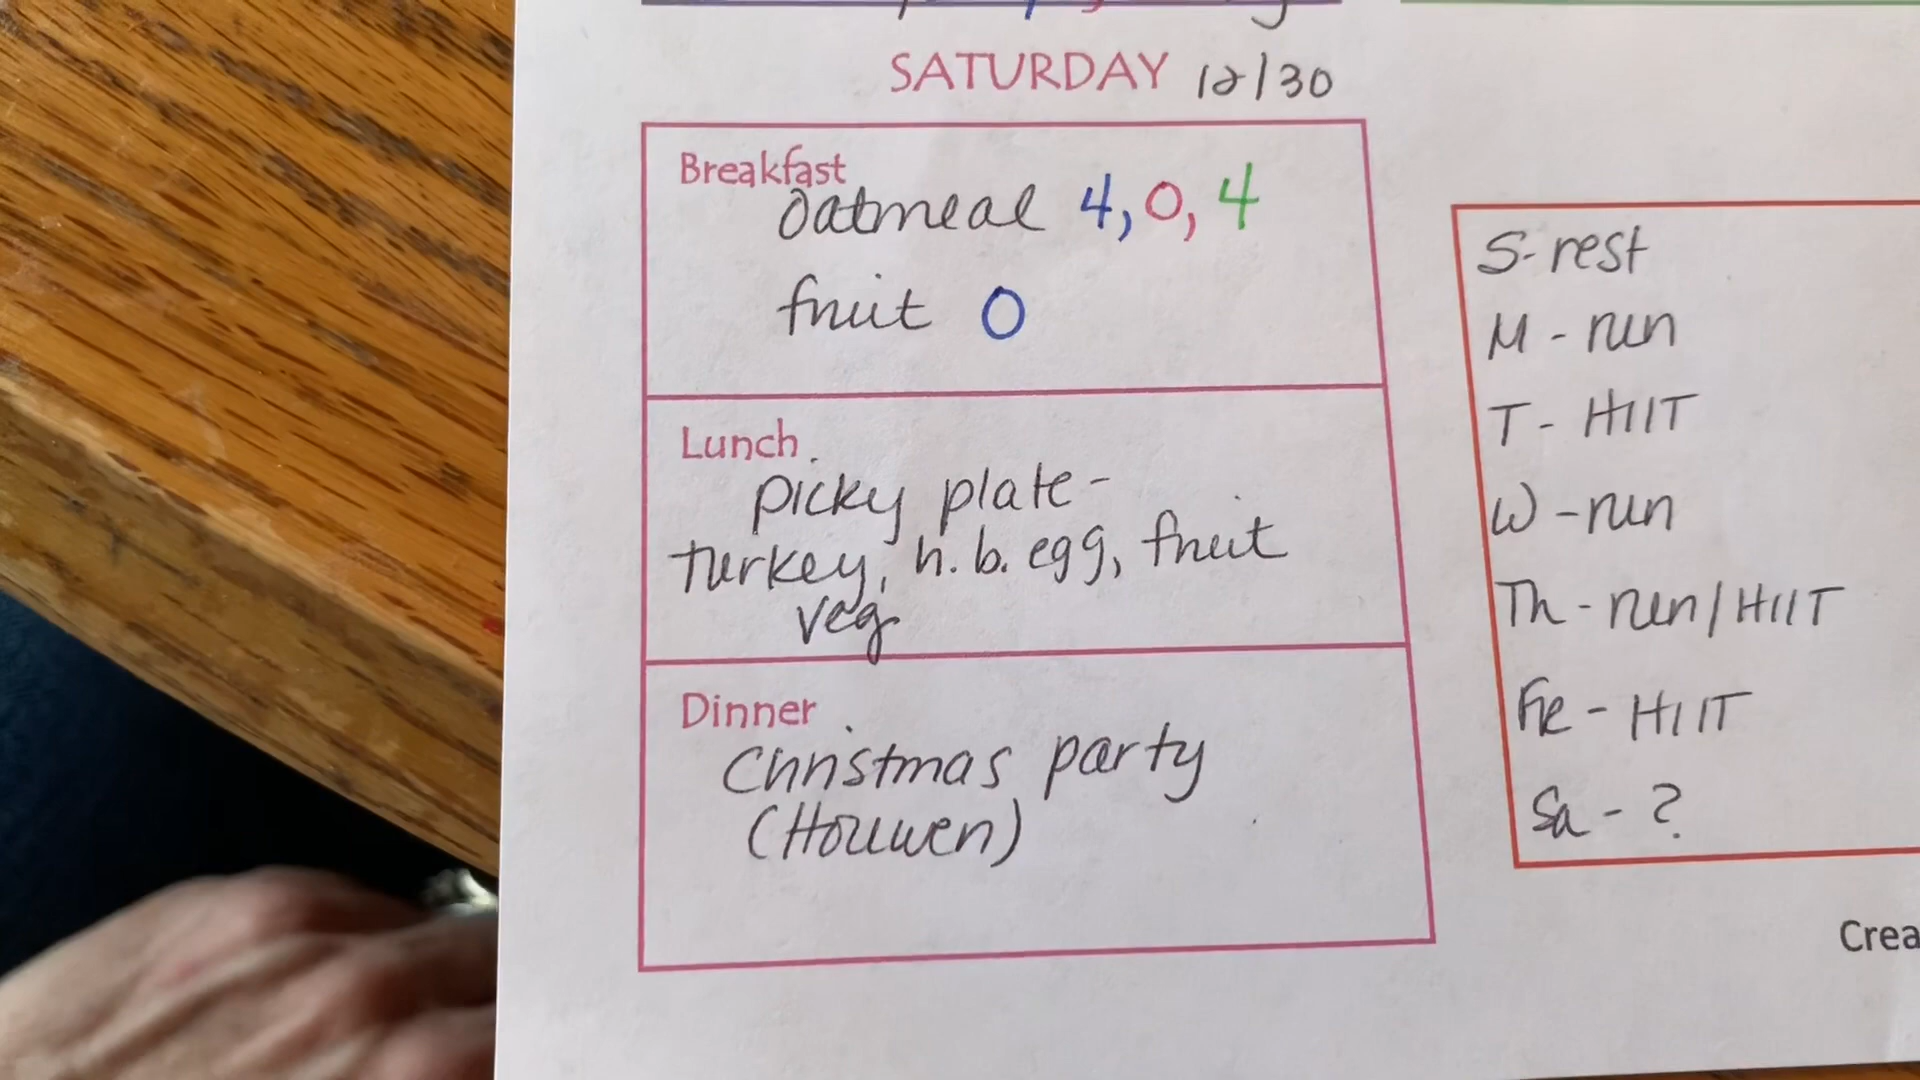 SATURDAY 12/30
Breakfast
oatmeal 4, 0, 4
fruit 0
Lunch
picky plate -
turkey, h.b. egg, fruit
veg
Dinner
Christmas party
(Houwen)
S- rest
M - run
T - HIIT
W - run
Th - run/HIIT
Fr - HIIT
Sa - ?
Crea